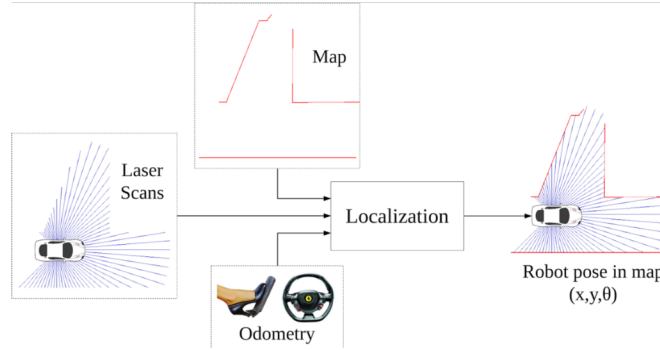 Map
Laser
Scans
Localization
Robot pose in map
(x,y,θ)
Odometry